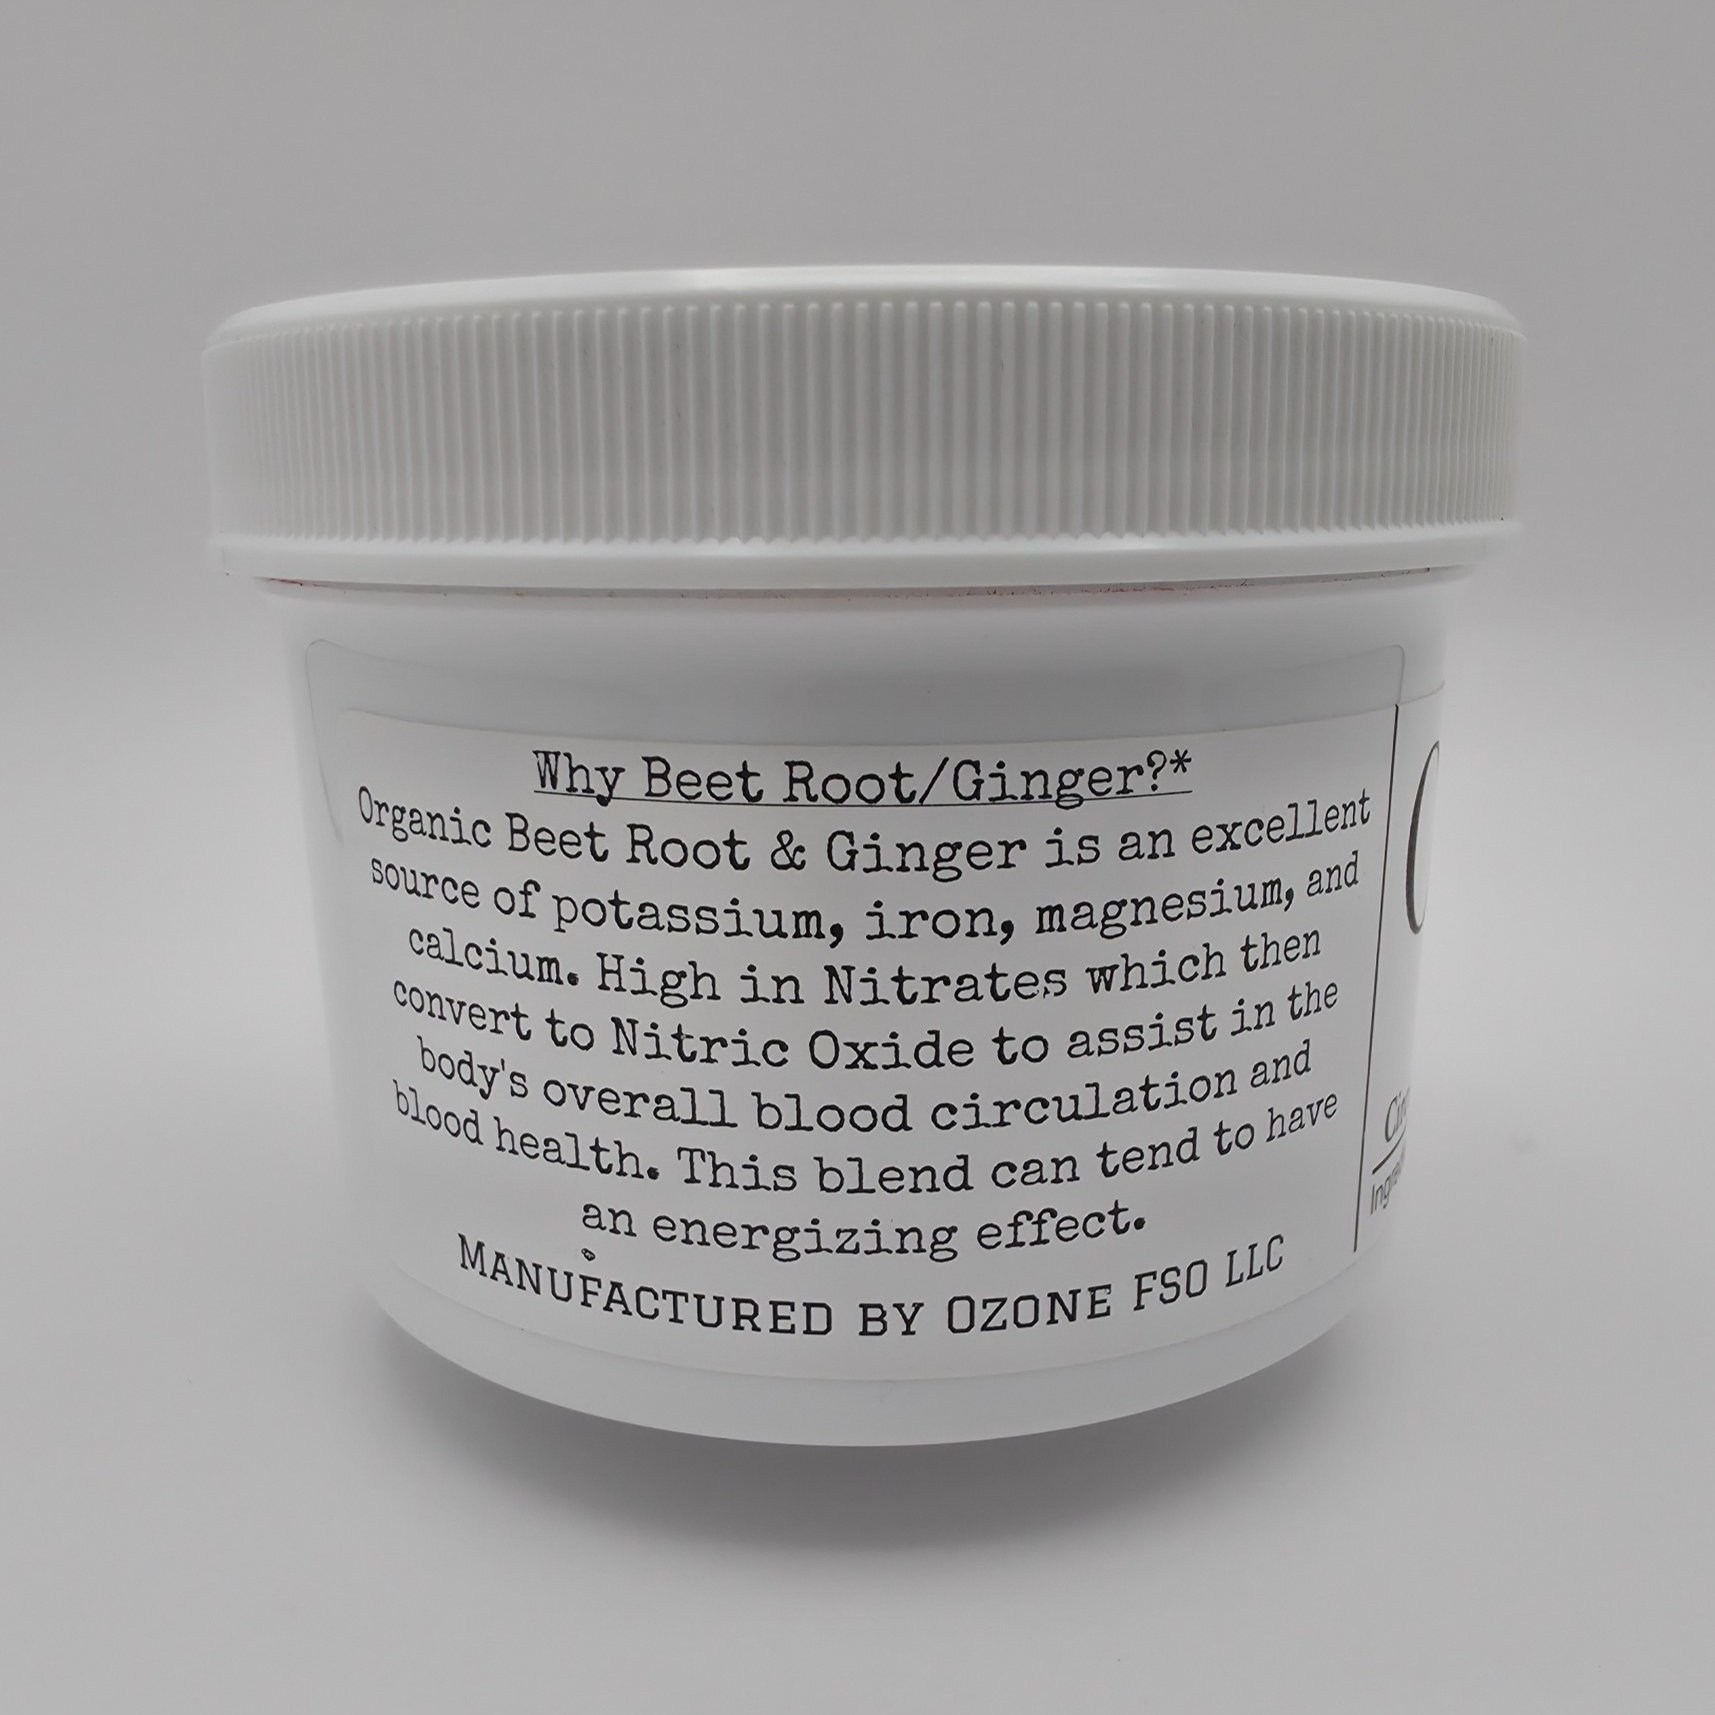 Why Beet Root/Ginger?*
Organic Beet Root & Ginger is an excellent
source of potassium, iron, magnesium, and
calcium. High in Nitrates which then
convert to Nitric Oxide to assist in the
body's overall blood circulation and
blood health. This blend can tend to have
an energizing effect.
MANUFACTURED BY OZONE FSO LLC